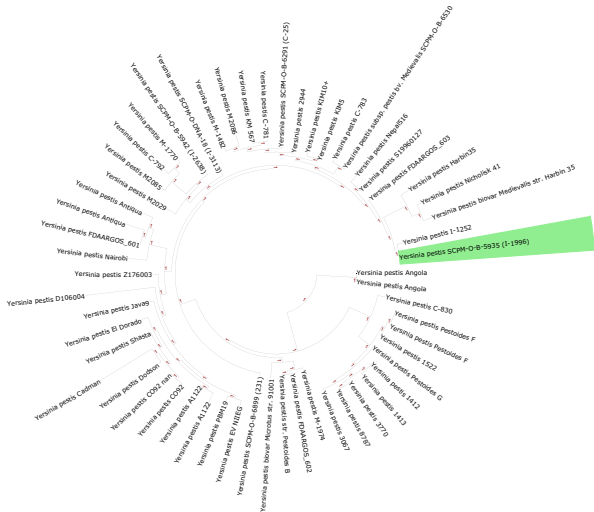 Yersinia pestis SCPM-O-B-6291 (C-25)
Yersinia pestis 2944
Yersinia pestis KIM10+
Yersinia pestis KIM5
Yersinia pestis C-783
Yersinia pestis subsp. pestis bv. Medievalis SCPM-O-B-6530
Yersinia pestis Nepal516
Yersinia pestis S19960127
Yersinia pestis FDAARGOS_603
Yersinia pestis Harbin35
Yersinia pestis Nicholisk 41
Yersinia pestis biovar Medievalis str. Harbin 35
Yersinia pestis I-1252
Yersinia pestis SCPM-O-B-5935 (I-1996)
Yersinia pestis Angola
Yersinia pestis Angola
Yersinia pestis C-830
Yersinia pestis Pestoides F
Yersinia pestis Pestoides F
Yersinia pestis 1522
Yersinia pestis Pestoides G
Yersinia pestis 1412
Yersinia pestis 1413
Yersinia pestis 3770
Yersinia pestis 8787
Yersinia pestis 3067
Yersinia pestis M-1974
Yersinia pestis FDAARGOS_602
Yersinia pestis str. Pestoides B
Yersinia pestis biovar Microtus str. 91001
Yersinia pestis SCPM-O-B-6899 (231)
Yersinia pestis EV NIIEG
Yersinia pestis PBM19
Yersinia pestis A1122
Yersinia pestis A1122
Yersinia pestis CO92
Yersinia pestis CO92 nan
Yersinia pestis Dodson
Yersinia pestis Cadman
Yersinia pestis Shasta
Yersinia pestis El Dorado
Yersinia pestis Java9
Yersinia pestis D106004
Yersinia pestis Z176003
Yersinia pestis Nairobi
Yersinia pestis FDAARGOS_601
Yersinia pestis Antiqua
Yersinia pestis Antiqua
Yersinia pestis M2029
Yersinia pestis M2085
Yersinia pestis C-792
Yersinia pestis M-1770
Yersinia pestis SCPM-O-B-5942 (I-2638)
Yersinia pestis SCPM-O-DNA-18 (I-3113)
Yersinia pestis M-1482
Yersinia pestis M2086
Yersinia pestis KM 567
Yersinia pestis C-781